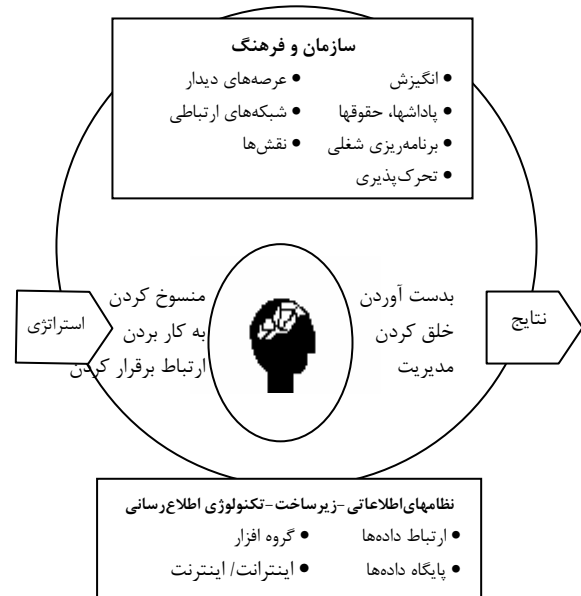 سازمان و فرهنگ
• انگیزش
• پاداشها، حقوقها
• برنامه‌ریزی شغلی
• تحرک‌پذیری
• عرصه‌های دیدار
• شبکه‌های ارتباطی
• نقش‌ها
نتایج
بدست آوردن
خلق کردن
مدیریت
منسوخ کردن
به کار بردن
ارتباط برقرار کردن
استراتژی
نظامهای‌اطلاعاتی -زیرساخت-تکنولوژی اطلاع‌رسانی
• ارتباط داده‌ها
• پایگاه داده‌ها
• گروه افزار
• اینترانت/ اینترنت